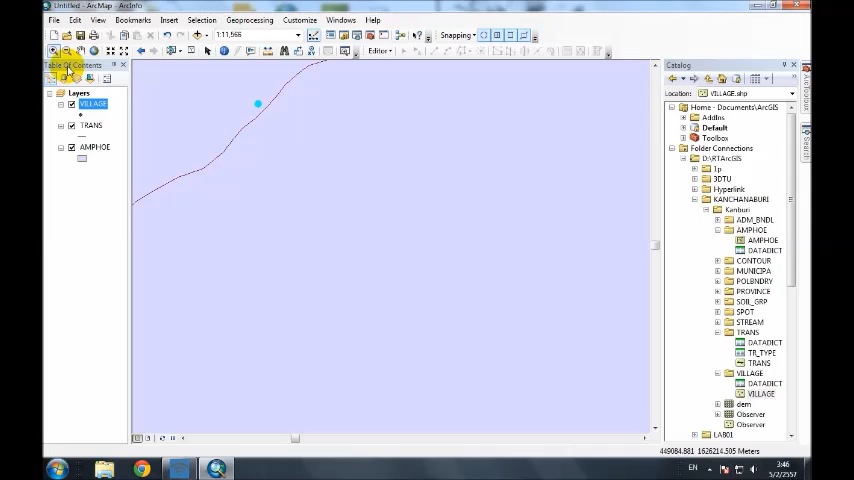 Untitled - ArcMap - ArcInfo
File Edit View Bookmarks Insert Selection Geoprocessing Customize Windows Help
1:11,566
Snapping
Editor
Table Of Contents
Layers
VILLAGE
TRANS
AMPHOE
Catalog
Location: VILLAGE.shp
Home - Documents\ArcGIS
AddIns
Default
Toolbox
Folder Connections
D:\RTArcGIS
1p
3DTU
Hyperlink
KANCHANABURI
Kanburi
ADM_BNDL
AMPHOE
AMPHOE
DATADICT
CONTOUR
MUNICIPA
POLBNDRY
PROVINCE
SOIL_GRP
SPOT
STREAM
TRANS
DATADICT
TR_TYPE
TRANS
VILLAGE
DATADICT
VILLAGE
dem
Observer
Observer
LAB01
ArcToolbox
Search
449084.881 1626214.505 Meters
EN
3:46
5/2/2557